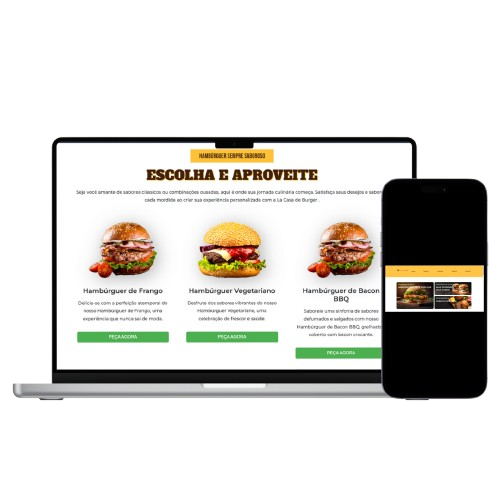 HAMBÚRGUER SEMPRE SABOROSO
ESCOLHA E APROVEITE
Seja você amante de sabores clássicos ou combinações ousadas, aqui é onde sua jornada culinária começa. Satisfaça seus desejos e saboreie
cada mordida ao criar sua experiência personalizada com a La Casa de Burger.
Hambúrguer de Frango
Delicie-se com a perfeição atemporal do
nosso Hambúrguer de Frango, uma
experiência que nunca sai de moda.
PEÇA AGORA
Hambúrguer Vegetariano
Desfrute dos sabores vibrantes do nosso
Hambúrguer Vegetariano, uma
celebração de frescor e saúde.
PEÇA AGORA
Hambúrguer de Bacon
BBQ
Saboreie uma sinfonia de sabores
defumados e salgados com nosso
Hambúrguer de Bacon BBQ, grelhado
coberto com bacon crocante.
PEÇA AGORA